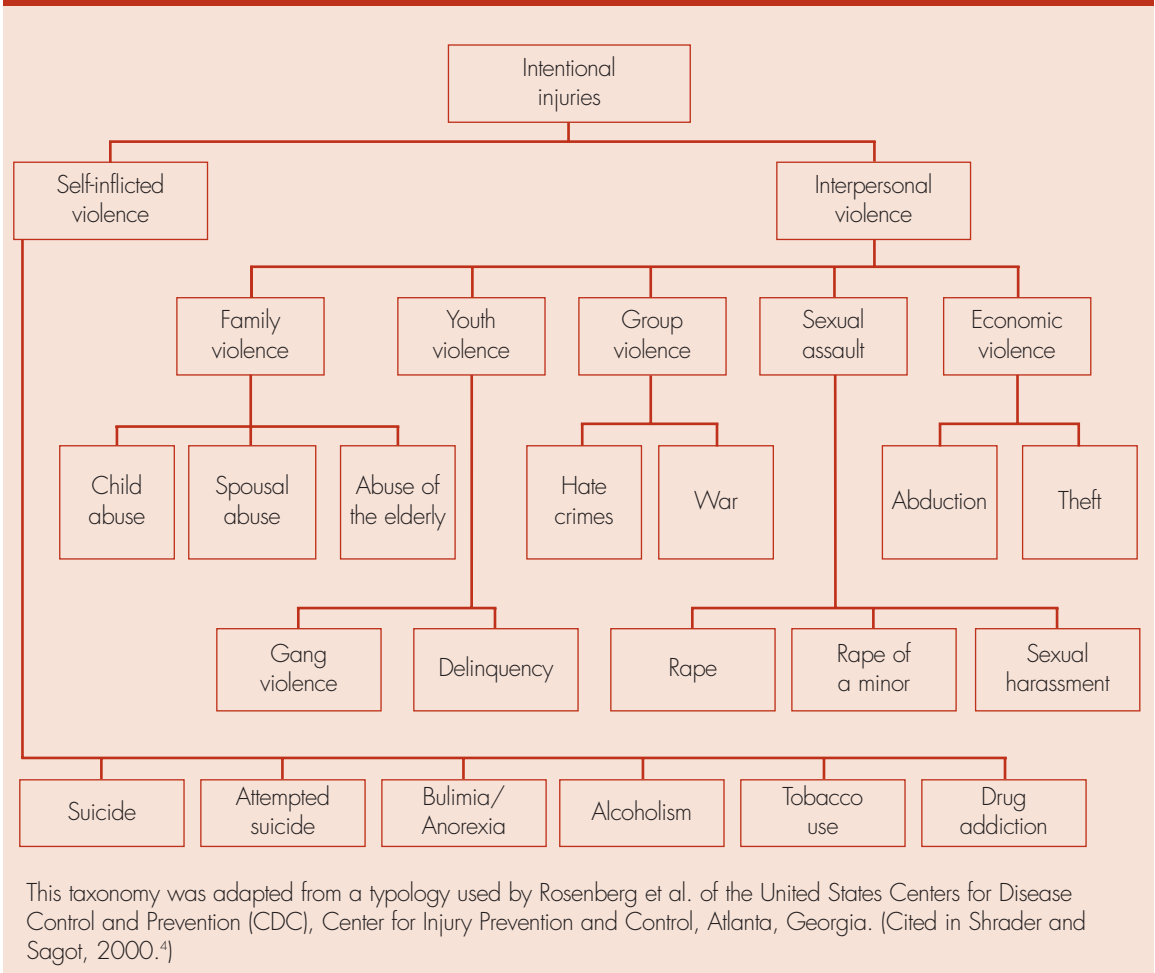 Intentional
injuries
Self-inflicted
violence
Interpersonal
violence
Family
violence
Youth
violence
Group
violence
Sexual
assault
Economic
violence
Child
abuse
Spousal
abuse
Abuse of
the elderly
Hate
crimes
War
Abduction
Theft
Gang
violence
Delinquency
Rape
Rape of
a minor
Sexual
harassment
Suicide
Attempted
suicide
Bulimia/
Anorexia
Alcoholism
Tobacco
use
Drug
addiction
This taxonomy was adapted from a typology used by Rosenberg et al. of the United States Centers for Disease
Control and Prevention (CDC), Center for Injury Prevention and Control, Atlanta, Georgia. (Cited in Shrader and
Sagot, 2000.⁴)